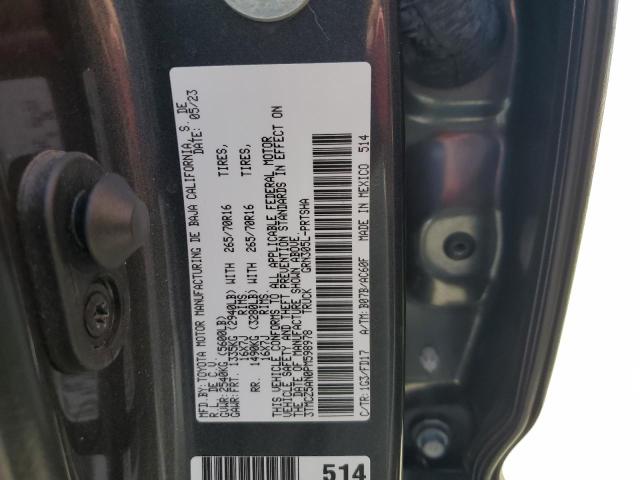 MFD.BY:TOYOTA MOTOR MANUFACTURING DE BAJA CALIFORNIA, S. DE
R.L. DE C.V. DATE: 05/23
GVWR: 2540KG (5600LB)
GAWR: FRT. 1335KG (2940LB) WITH 265/70R16 TIRES,
16X7J RIMS
RR. 1490KG (3280LB) WITH 265/70R16 TIRES,
16X7J RIMS
THIS VEHICLE CONFORMS TO ALL APPLICABLE FEDERAL MOTOR
VEHICLE SAFETY AND THEFT PREVENTION STANDARDS IN EFFECT ON
THE DATE OF MANUFACTURE SHOWN ABOVE.
3TMCZ5AN0PM598978 TRUCK GRN305L-PRTSHA
C/TR: 1G3/FD17 A/TM: B07B/AC60F MADE IN MEXICO 514
514